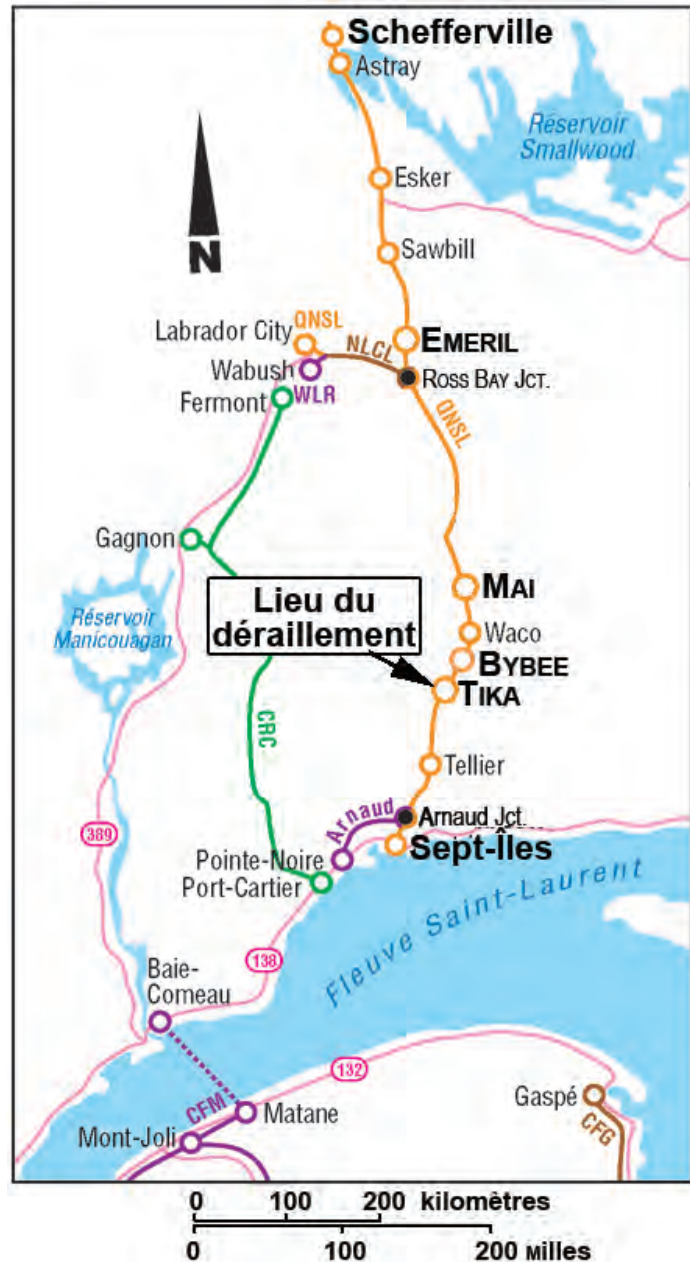 Schefferville
Astray
Réservoir
Smallwood
Esker
N
Sawbill
QNSL
Labrador City
EMERIL
NLCL
Wabush
ROSS BAY JCT.
WLR
Fermont
QNSL
Gagnon
MAI
Lieu du
déraillement
Réservoir
Manicouagan
Waco
BYBEE
TIKA
CRC
Tellier
Arnaud
Arnaud Jct.
389
Sept-Îles
Pointe-Noire
Port-Cartier
Fleuve Saint-Laurent
138
Baie-
Comeau
132
CFM
Matane
Gaspé
CFG
Mont-Joli
0 100 200 kilomètres
0 100 200 MILLES